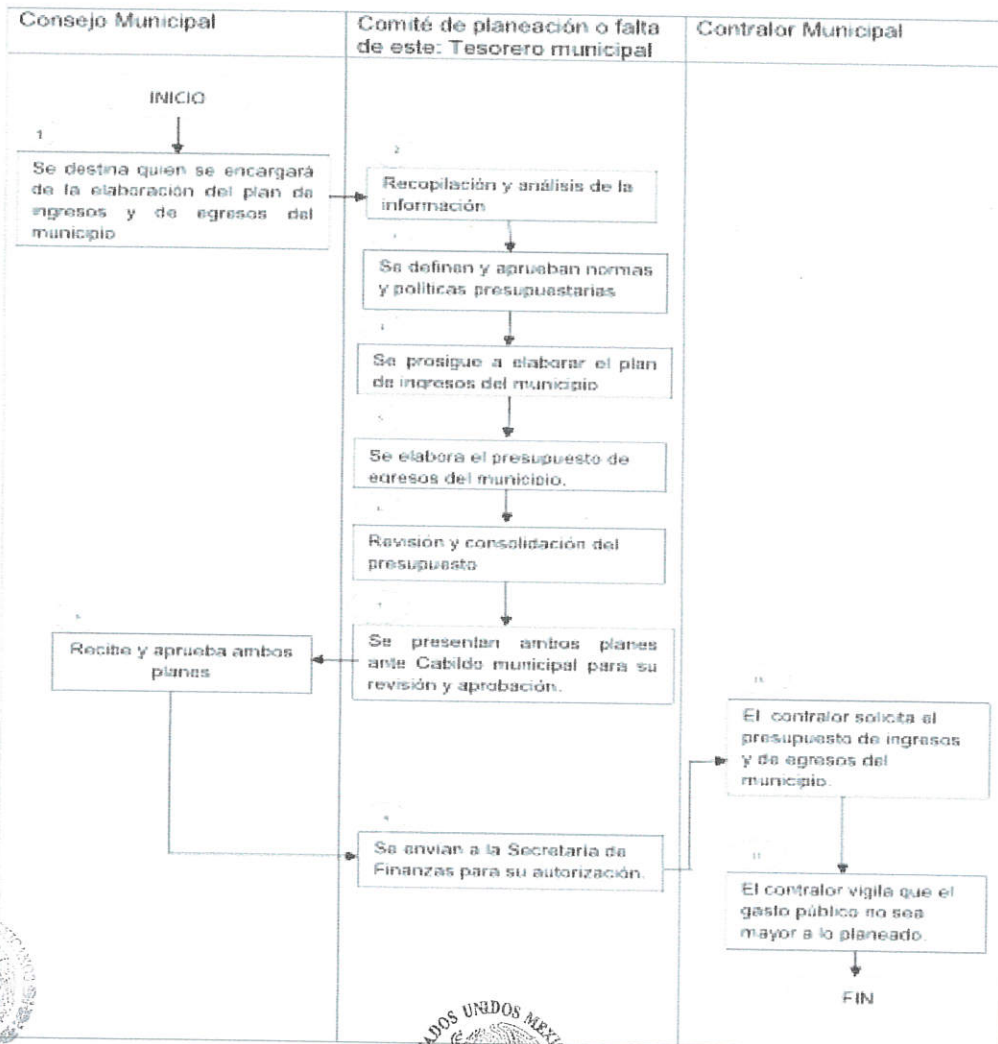 Consejo Municipal
Comité de planeación o falta
de este: Tesorero municipal
Contralor Municipal
INICIO
1
Se destina quien se encargará
de la elaboración del plan de
ingresos y de egresos del
municipio
2
Recopilación y análisis de la
información
Se definen y aprueban normas
y políticas presupuestarias
Se prosigue a elaborar el plan
de ingresos del municipio
Se elabora el presupuesto de
egresos del municipio.
Revisión y consolidación del
presupuesto
Se presentan ambos planes
ante Cabildo municipal para su
revisión y aprobación.
Recibe y aprueba ambos
planes
Se envian a la Secretaria de
Finanzas para su autorización.
El contralor solicita el
presupuesto de ingresos
y de egresos del
municipio.
11
El contralor vigila que el
gasto público no sea
mayor a lo planeado.
FIN
UNIDOS